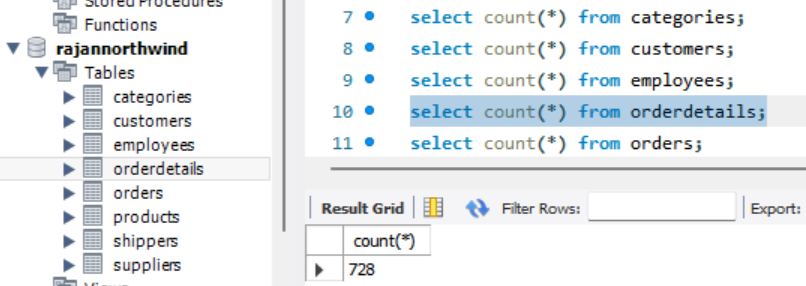 Stored Procedures
Functions
rajannorthwind
Tables
categories
customers
employees
orderdetails
orders
products
shippers
suppliers
Views
7 select count(*) from categories;
8 select count(*) from customers;
9 select count(*) from employees;
10 select count(*) from orderdetails;
11 select count(*) from orders;
Result Grid Filter Rows: Export:
count(*)
728